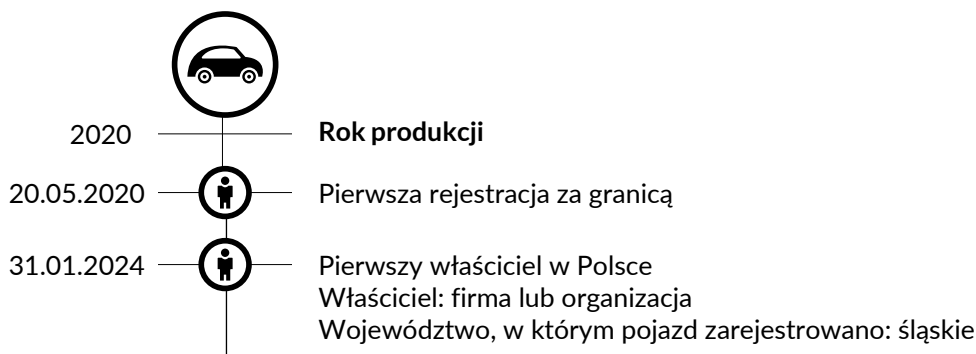 2020 Rok produkcji
20.05.2020 Pierwsza rejestracja za granicą
31.01.2024 Pierwszy właściciel w Polsce
Właściciel: firma lub organizacja
Województwo, w którym pojazd zarejestrowano: śląskie